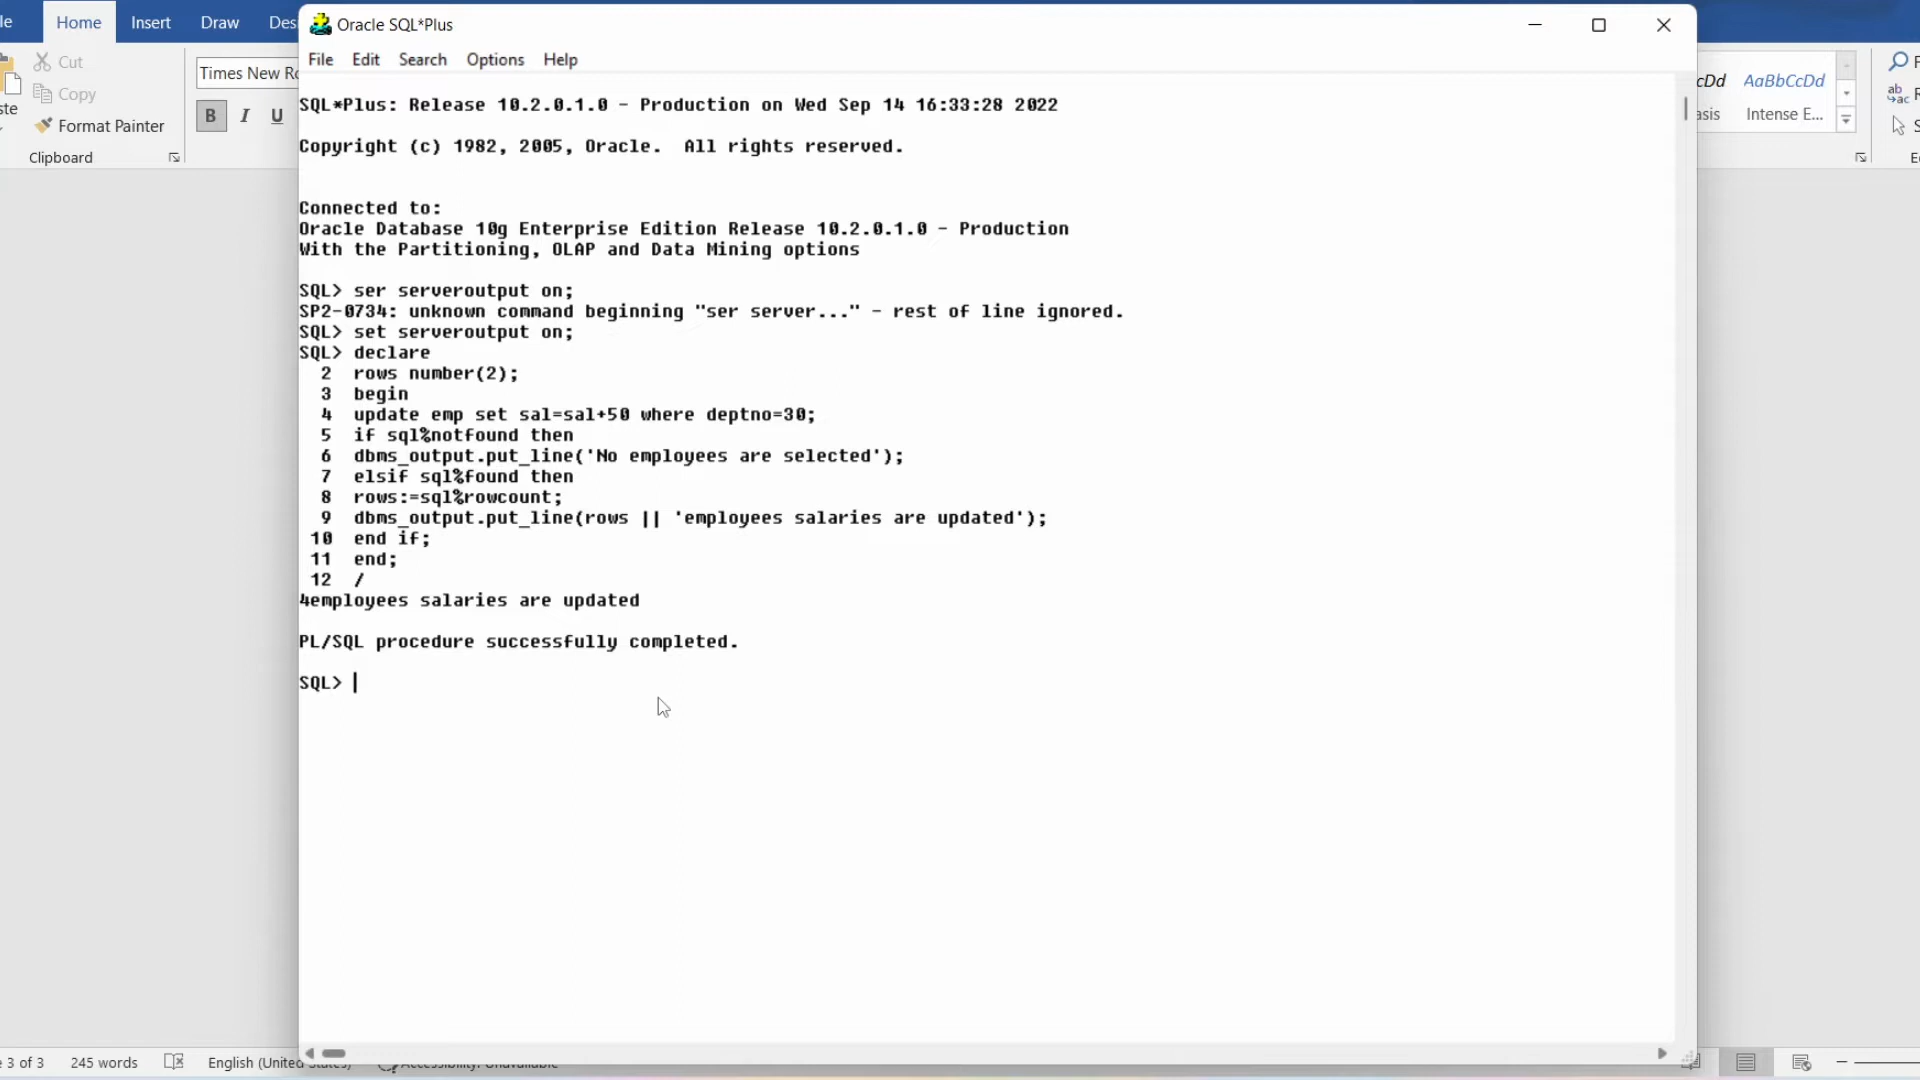 Home Insert Draw
Oracle SQL*Plus
File Edit Search Options Help
Cut
Copy
Format Painter
Clipboard
Times New
B I U
AaBbCcDd
Intense E...
SQL*Plus: Release 10.2.0.1.0 - Production on Wed Sep 14 16:33:28 2022
Copyright (c) 1982, 2005, Oracle.  All rights reserved.
Connected to:
Oracle Database 10g Enterprise Edition Release 10.2.0.1.0 - Production
With the Partitioning, OLAP and Data Mining options
SQL> ser serveroutput on;
SP2-0734: unknown command beginning "ser server..." - rest of line ignored.
SQL> set serveroutput on;
SQL> declare
2 rows number(2);
3 begin
4 update emp set sal=sal+50 where deptno=30;
5 if sql%notfound then
6 dbms_output.put_line('No employees are selected');
7 elsif sql%found then
8 rows:=sql%rowcount;
9 dbms_output.put_line(rows || 'employees salaries are updated');
10 end if;
11 end;
12 /
4employees salaries are updated
PL/SQL procedure successfully completed.
SQL>
3 of 3 245 words English